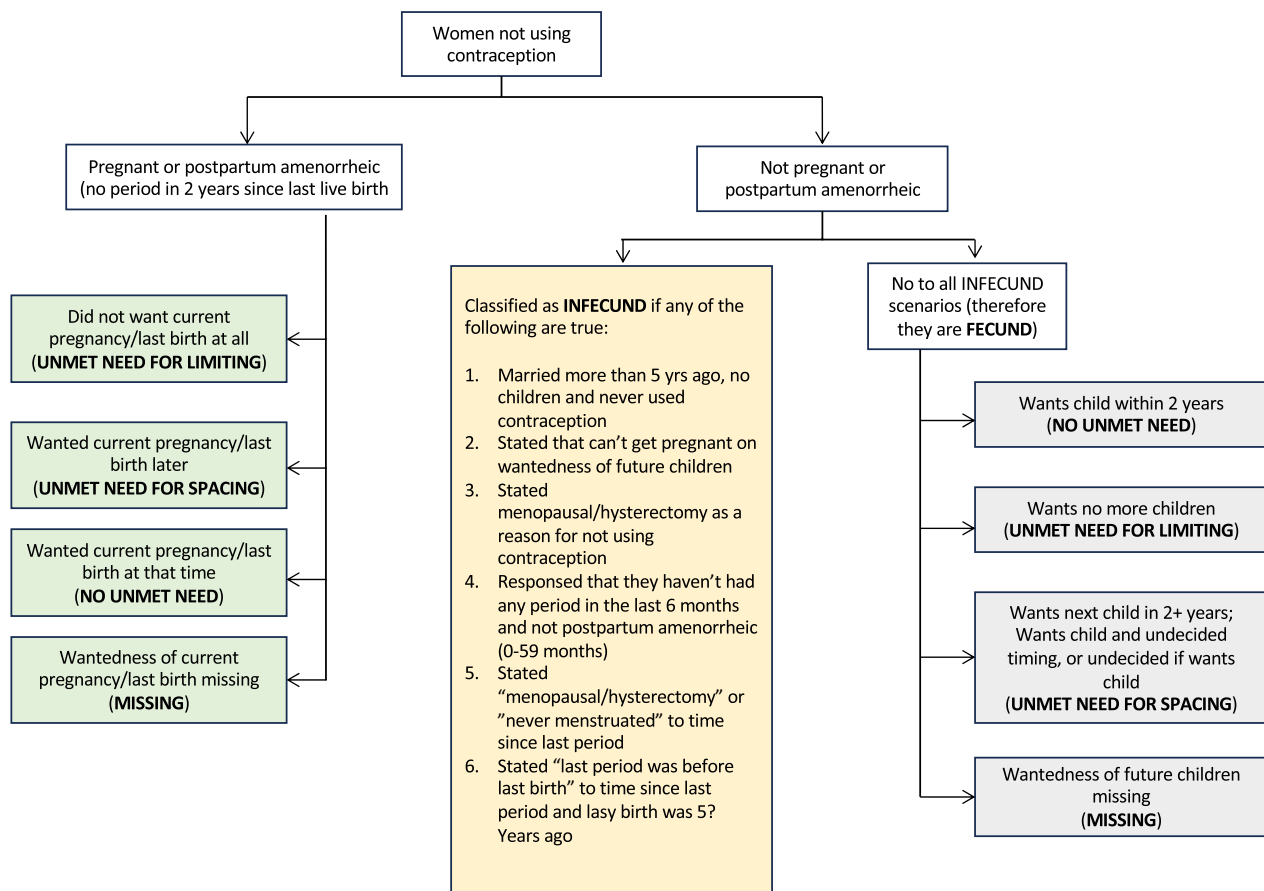 Women not using
contraception
Pregnant or postpartum amenorrheic
(no period in 2 years since last live birth
Not pregnant or
postpartum amenorrheic
Did not want current
pregnancy/last birth at all
(UNMET NEED FOR LIMITING)
Wanted current pregnancy/last
birth later
(UNMET NEED FOR SPACING)
Wanted current pregnancy/last
birth at that time
(NO UNMET NEED)
Wantedness of current
pregnancy/last birth missing
(MISSING)
Classified as INFECUND if any of the
following are true:
1. Married more than 5 yrs ago, no
children and never used
contraception
2. Stated that can’t get pregnant on
wantedness of future children
3. Stated
menopausal/hysterectomy as a
reason for not using
contraception
4. Responsed that they haven’t had
any period in the last 6 months
and not postpartum amenorrheic
(0-59 months)
5. Stated
“menopausal/hysterectomy” or
”never menstruated” to time
since last period
6. Stated “last period was before
last birth” to time since last
period and lasy birth was 5?
Years ago
No to all INFECUND
scenarios (therefore
they are FECUND)
Wants child within 2 years
(NO UNMET NEED)
Wants no more children
(UNMET NEED FOR LIMITING)
Wants next child in 2+ years;
Wants child and undecided
timing, or undecided if wants
child
(UNMET NEED FOR SPACING)
Wantedness of future children
missing
(MISSING)